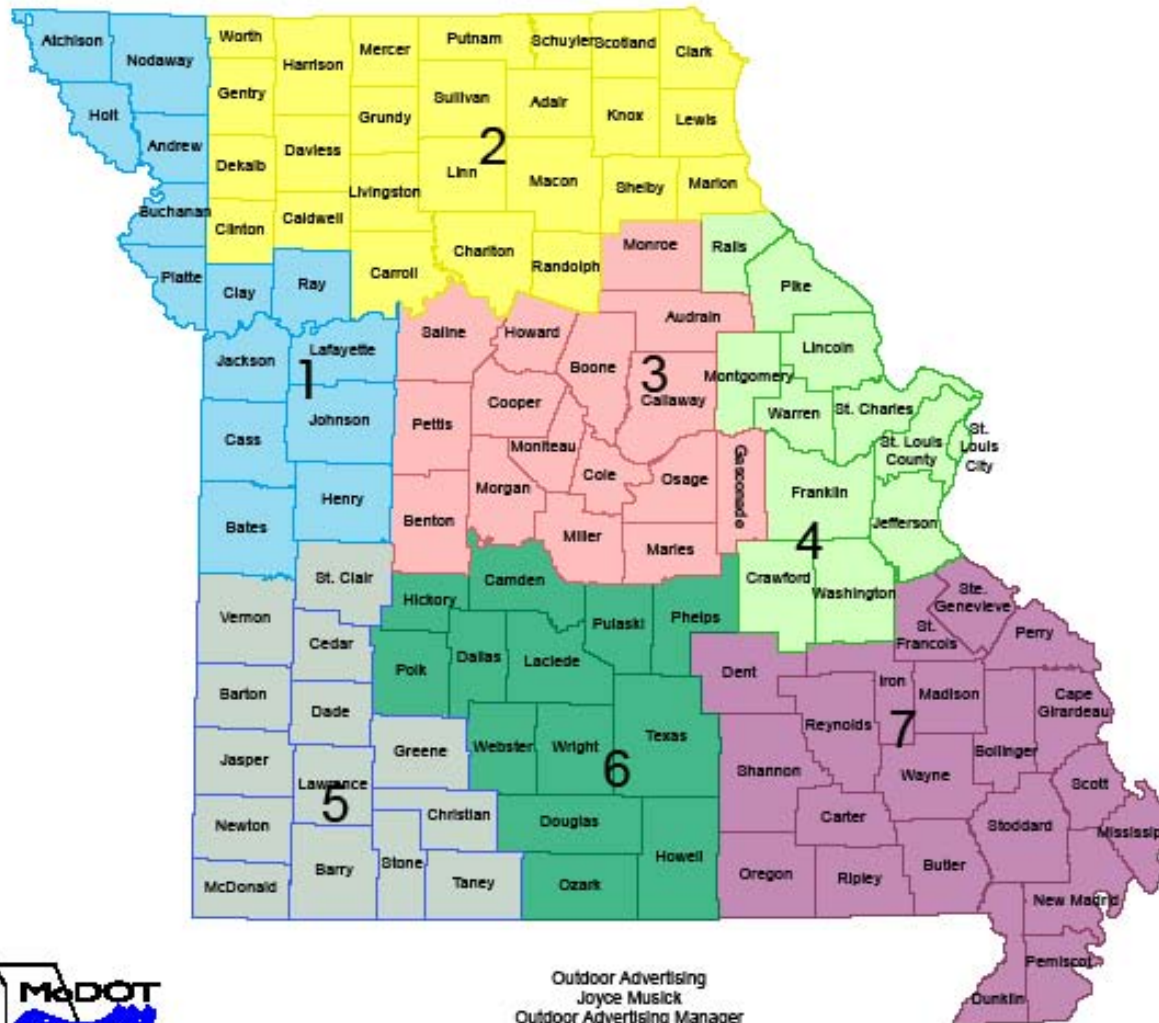 Atchison
Nodaway
Worth
Harrison
Mercer
Putnam
Schuyler
Scotland
Clark
Holt
Gentry
Grundy
Sullivan
Adair
Knox
Lewis
Andrew
Dekalb
Daviess
Livingston
Linn
2
Macon
Shelby
Marion
Buchanan
Clinton
Caldwell
Carroll
Chariton
Randolph
Monroe
Ralls
Pike
Platte
Clay
Ray
Saline
Howard
Boone
Audrain
Lincoln
Jackson
Lafayette
1
3
Callaway
Montgomery
Warren
St. Charles
Johnson
Cass
Pettis
Cooper
Moniteau
Cole
Osage
Gasconade
St. Louis
County
St.
Louis
City
Henry
Bates
Benton
Morgan
Miller
Maries
Franklin
4
Jefferson
St. Clair
Vernon
Hickory
Camden
Pulaski
Phelps
Crawford
Washington
Ste.
Genevieve
St.
Francois
Perry
Cedar
Polk
Dallas
Laclede
Dent
Iron
Madison
Cape
Girardeau
Barton
Dade
Greene
Webster
Wright
Texas
6
Reynolds
7
Bollinger
Jasper
Lawrence
5
Christian
Shannon
Wayne
Scott
Newton
Douglas
Carter
Stoddard
Mississip
McDonald
Barry
Stone
Taney
Ozark
Howell
Oregon
Ripley
Butler
New Madrid
Pemiscot
Dunklin
MoDOT
Outdoor Advertising
Joyce Musick
Outdoor Advertising Manager